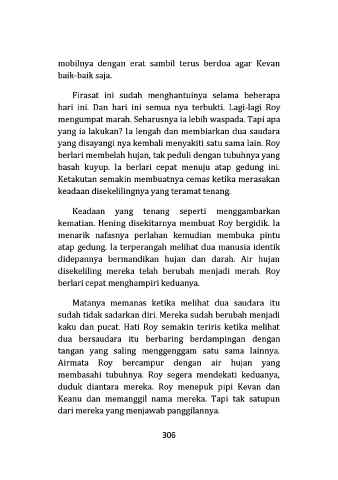 mobilnya dengan erat sambil terus berdoa agar Kevan
baik-baik saja.
Firasat ini sudah menghantuinya selama beberapa
hari ini. Dan hari ini semua nya terbukti. Lagi-lagi Roy
mengumpat marah. Seharusnya ia lebih waspada. Tapi apa
yang ia lakukan? Ia lengah dan membiarkan dua saudara
yang disayangi nya kembali menyakiti satu sama lain. Roy
berlari membelah hujan, tak peduli dengan tubuhnya yang
basah kuyup. Ia berlari cepat menuju atap gedung ini.
Ketakutan semakin membuatnya cemas ketika merasakan
keadaan disekelilingnya yang teramat tenang.
Keadaan yang tenang seperti menggambarkan
kematian. Hening disekitarnya membuat Roy bergidik. Ia
menarik nafasnya perlahan kemudian membuka pintu
atap gedung. Ia terperangah melihat dua manusia identik
didepannya bermandikan hujan dan darah. Air hujan
disekeliling mereka telah berubah menjadi merah. Roy
berlari cepat menghampiri keduanya.
Matanya memanas ketika melihat dua saudara itu
sudah tidak sadarkan diri. Mereka sudah berubah menjadi
kaku dan pucat. Hati Roy semakin teriris ketika melihat
dua bersaudara itu berbaring berdampingan dengan
tangan yang saling menggenggam satu sama lainnya.
Airmata Roy bercampur dengan air hujan yang
membasahi tubuhnya. Roy segera mendekati keduanya,
duduk diantara mereka. Roy menepuk pipi Kevan dan
Keanu dan memanggil nama mereka. Tapi tak satupun
dari mereka yang menjawab panggilannya.
306